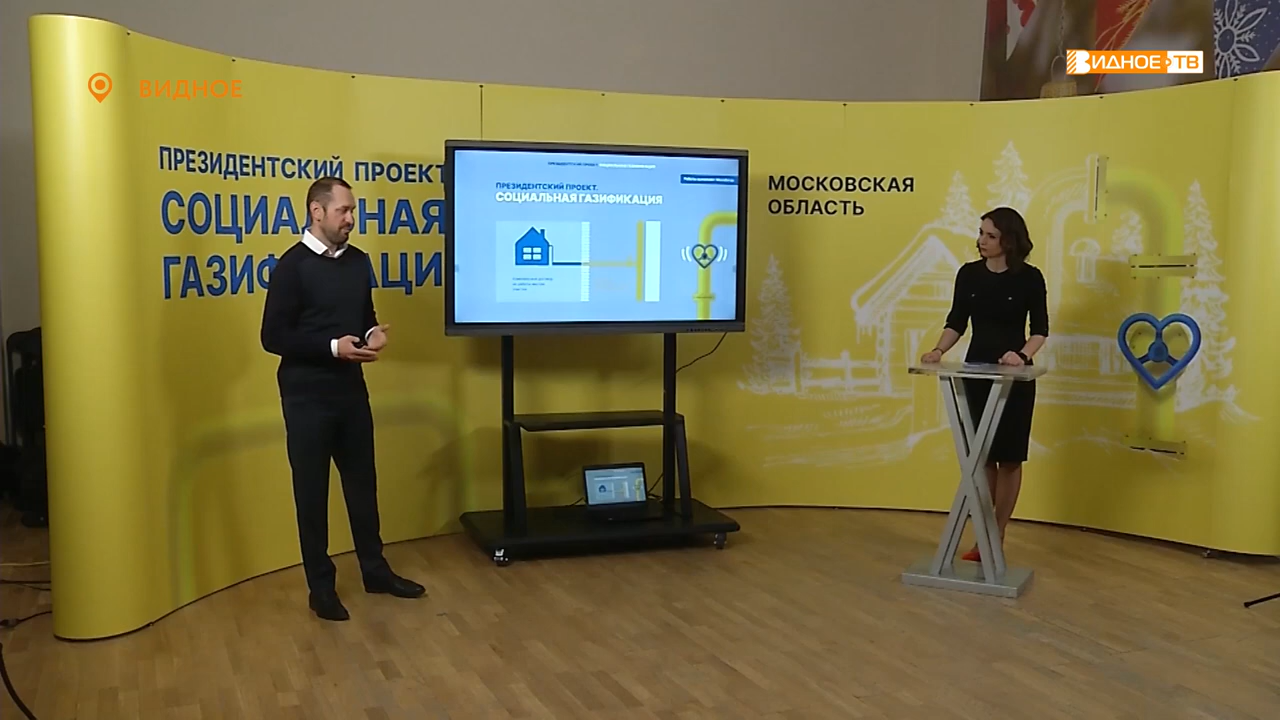 ВИДНОЕ
ВИДНОЕ ТВ
ПРЕЗИДЕНТСКИЙ ПРОЕКТ
СОЦИАЛЬНАЯ
ГАЗИФИКАЦИ
ПРЕЗИДЕНТСКИЙ ПРОЕКТ.
СОЦИАЛЬНАЯ ГАЗИФИКАЦИЯ
МОСКОВСКАЯ
ОБЛАСТЬ